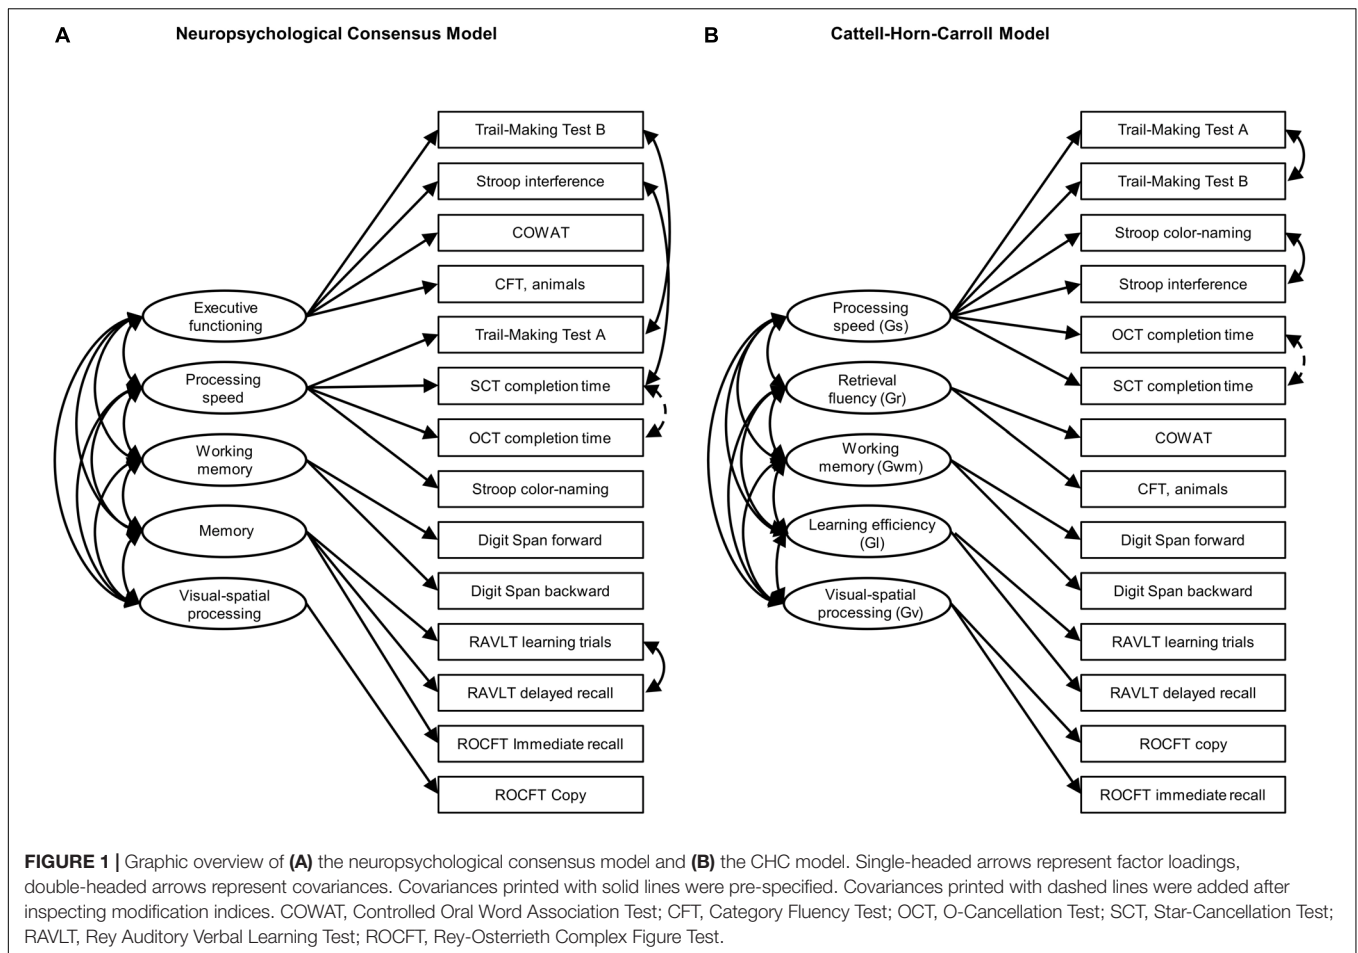 A
Neuropsychological Consensus Model
Trail-Making Test B
Stroop interference
COWAT
CFT, animals
Executive
functioning
Trail-Making Test A
Processing
speed
SCT completion time
OCT completion time
Working
memory
Stroop color-naming
Memory
Digit Span forward
Visual-spatial
processing
Digit Span backward
RAVLT learning trials
RAVLT delayed recall
ROCFT Immediate recall
ROCFT Copy
B
Cattell-Horn-Carroll Model
Trail-Making Test A
Trail-Making Test B
Stroop color-naming
Stroop interference
Processing
speed (Gs)
OCT completion time
Retrieval
fluency (Gr)
SCT completion time
COWAT
Working
memory (Gwm)
CFT, animals
Learning efficiency
(Gl)
Digit Span forward
Visual-spatial
processing (Gv)
Digit Span backward
RAVLT learning trials
RAVLT delayed recall
ROCFT copy
ROCFT immediate recall
FIGURE 1 | Graphic overview of (A) the neuropsychological consensus model and (B) the CHC model. Single-headed arrows represent factor loadings,
double-headed arrows represent covariances. Covariances printed with solid lines were pre-specified. Covariances printed with dashed lines were added after
inspecting modification indices. COWAT, Controlled Oral Word Association Test; CFT, Category Fluency Test; OCT, O-Cancellation Test; SCT, Star-Cancellation Test;
RAVLT, Rey Auditory Verbal Learning Test; ROCFT, Rey-Osterrieth Complex Figure Test.